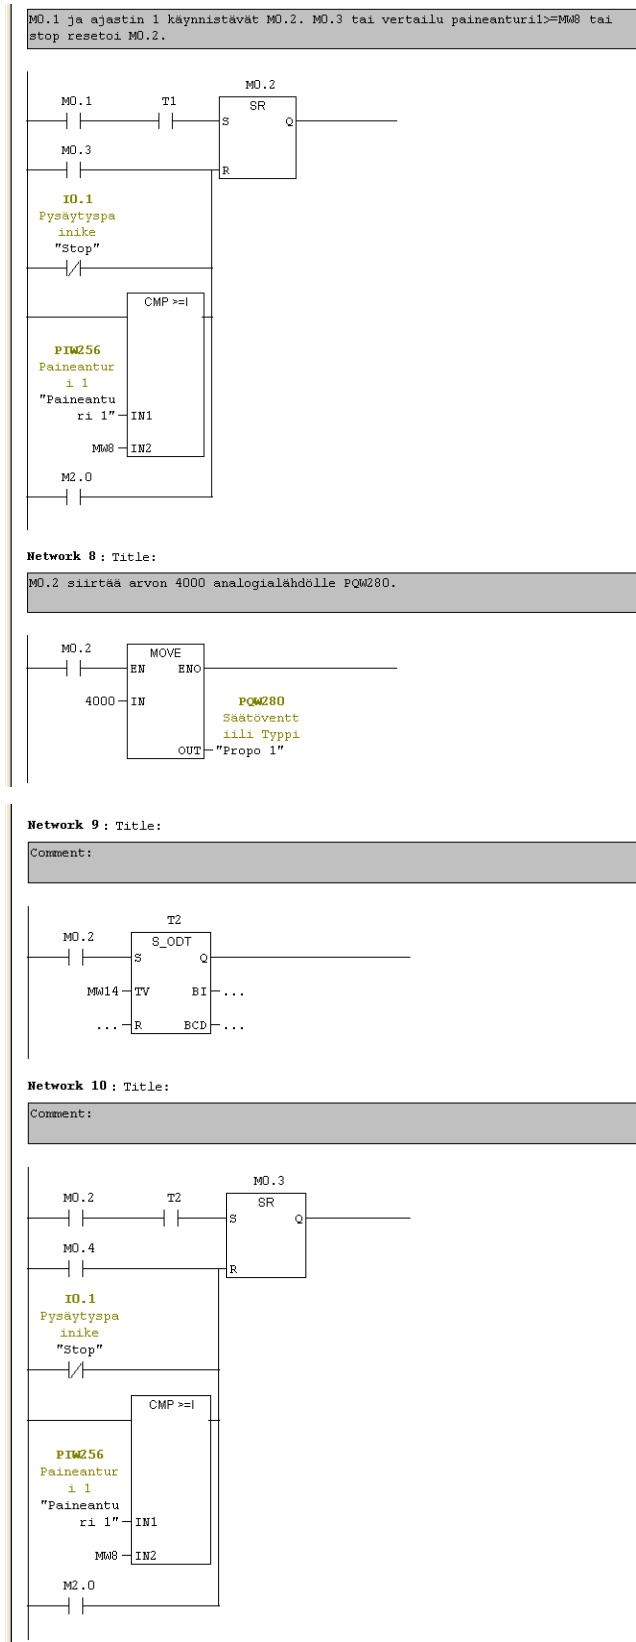 M0.1 ja ajastin 1 käynnistävät M0.2. M0.3 tai vertailu paineanturi1>=MW8 tai
stop resetoi M0.2.
M0.2
M0.1
T1
SR
S
Q
M0.3
R
I0.1
Pysäytyspa
inike
"Stop"
CMP >=I
PIW256
Paineantur
i 1
"Paineantu
ri 1"
IN1
MW8
IN2
M2.0
Network 8 : Title:
M0.2 siirtää arvon 4000 analogialähdölle PQW280.
M0.2
MOVE
EN
ENO
4000
IN
PQW280
Säätövent
iili Typpi
OUT
"Propo 1"
Network 9 : Title:
Comment:
T2
M0.2
S_ODT
S
Q
MW14
TV
BI
...
...
R
BCD
...
Network 10 : Title:
Comment:
M0.3
M0.2
T2
SR
S
Q
M0.4
R
I0.1
Pysäytyspa
inike
"Stop"
CMP >=I
PIW256
Paineantur
i 1
"Paineantu
ri 1"
IN1
MW8
IN2
M2.0